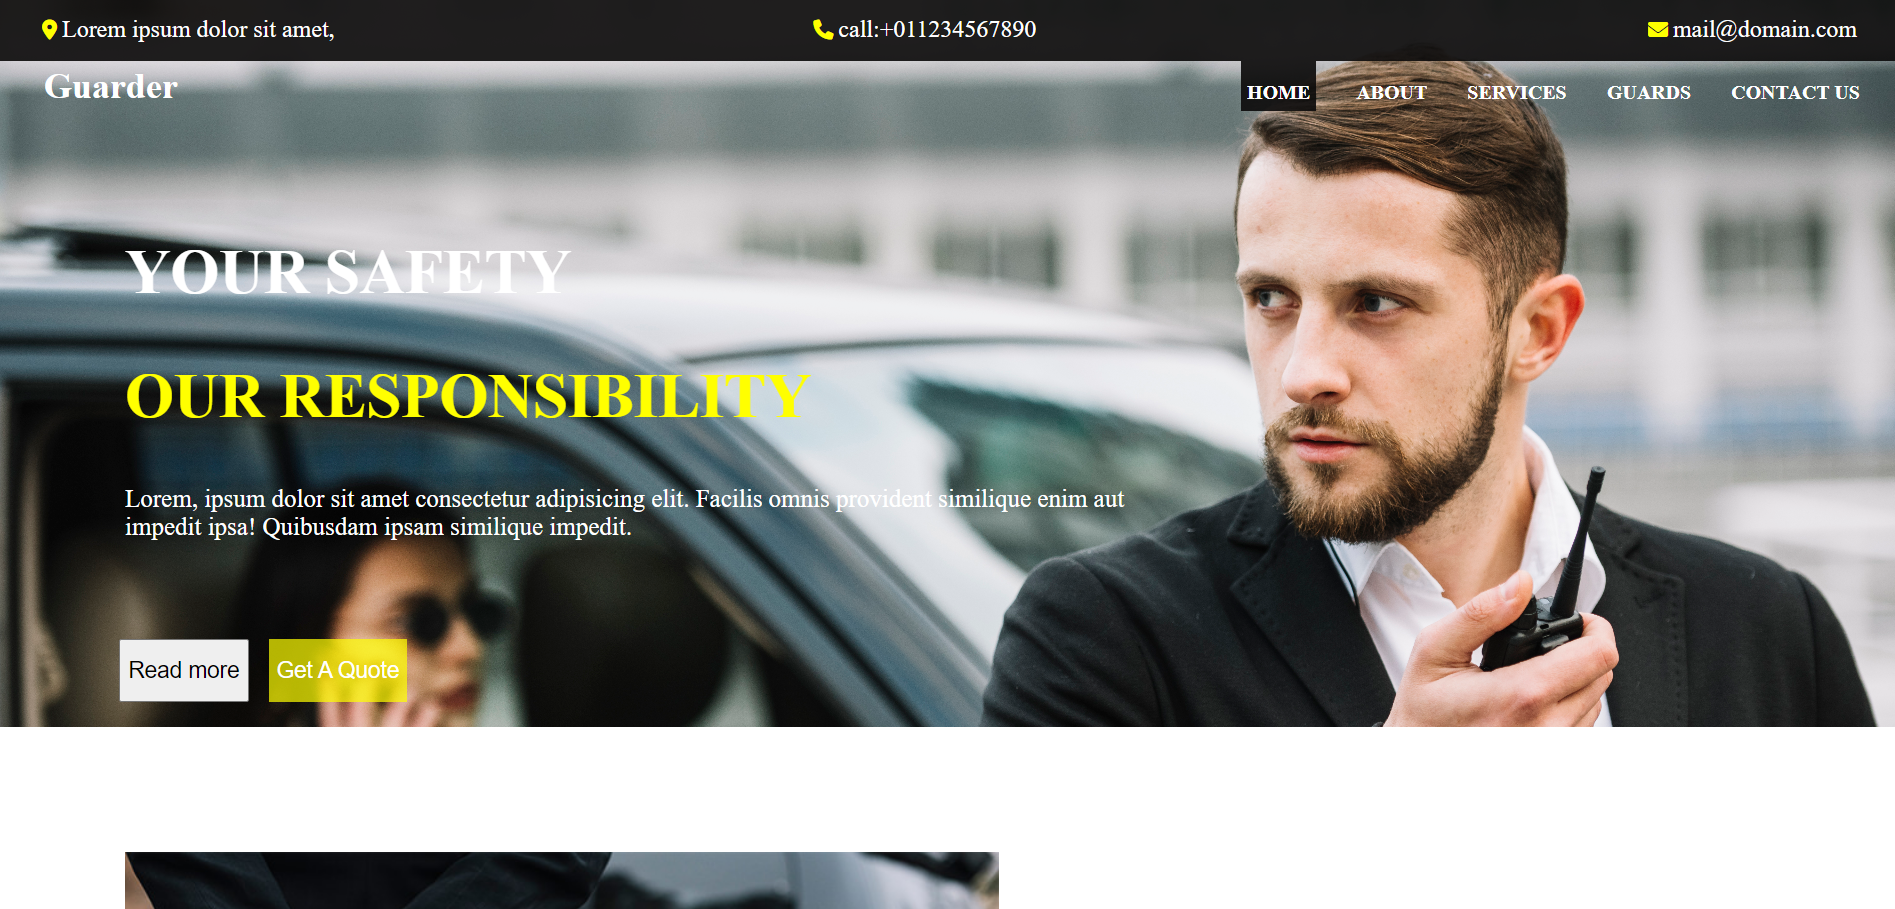 Lorem ipsum dolor sit amet,
call:+011234567890
mail@domain.com
Guarder
HOME ABOUT SERVICES GUARDS CONTACT US
YOUR SAFETY
OUR RESPONSIBILITY
Lorem, ipsum dolor sit amet consectetur adipisicing elit. Facilis omnis provident similique enim aut
impedit ipsa! Quibusdam ipsam similique impedit.
Read more
Get A Quote